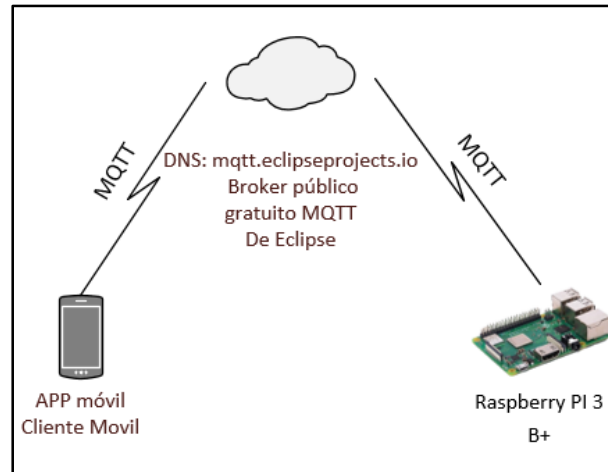 MQTT
MQTT
DNS: mqtt.eclipseprojects.io
Broker público
gratuito MQTT
De Eclipse
APP móvil
Cliente Movil
Raspberry PI 3
B+